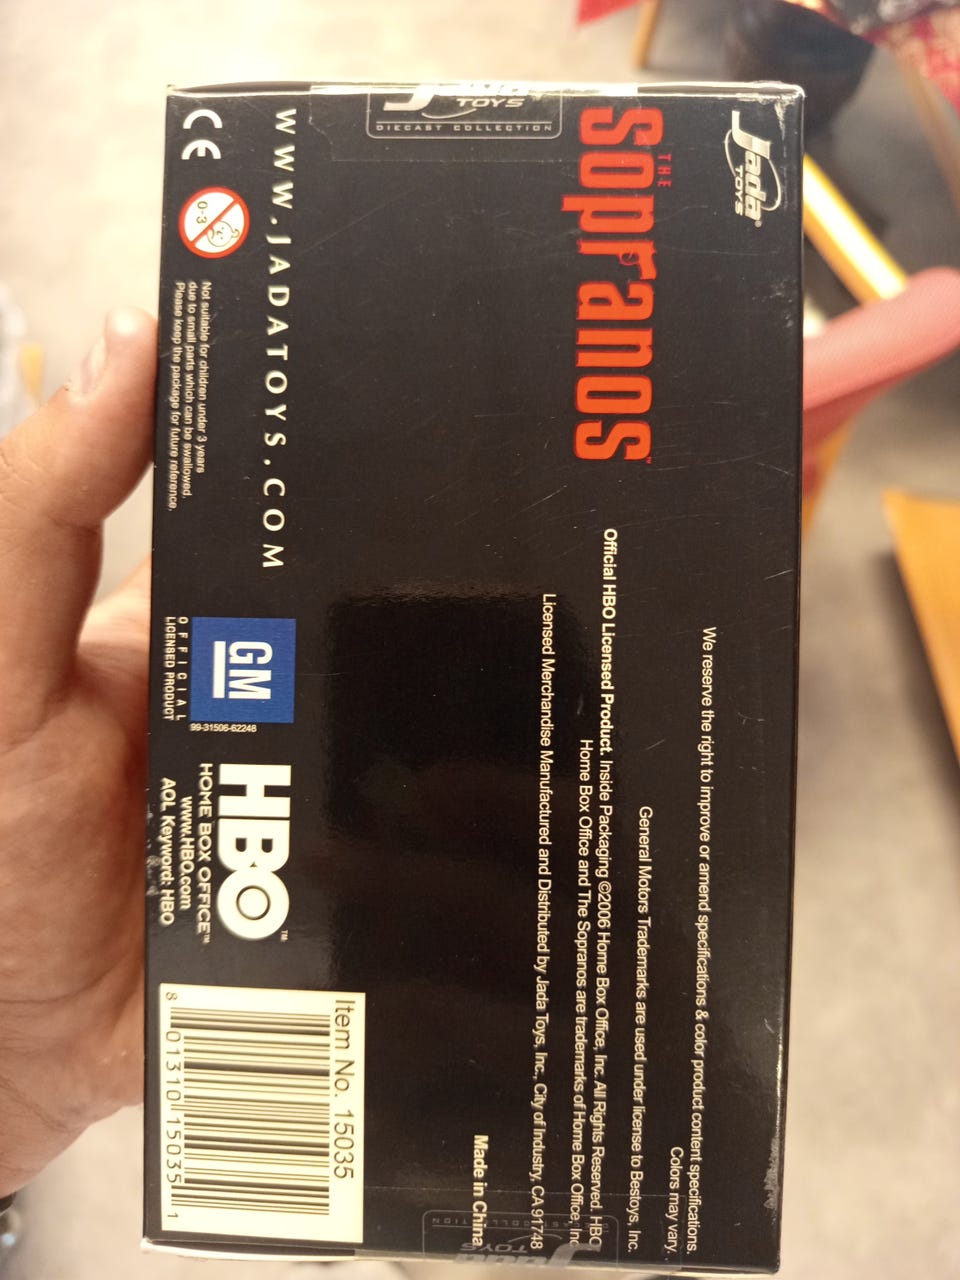 Jada
TOYS
We reserve the right to improve or amend specifications & color product content specifications.
Colors may vary.
THE
Sopranos™
General Motors Trademarks are used under license to Bestoys, Inc.
Official HBO Licensed Product. Inside Packaging ©2006 Home Box Office, Inc. All Rights Reserved. HBO
Home Box Office and The Sopranos are trademarks of Home Box Office, Inc
Licensed Merchandise Manufactured and Distributed by Jada Toys, Inc., City of Industry, CA 91748
Made in China
TOYS
DIECAST COLLECTION
WWW.JADATOYS.COM
CE
0-3
Not suitable for children under 3 years
due to small parts which can be swallowed.
Please keep the package for future reference.
GM
99-31506-62248
OFFICIAL
LICENSED PRODUCT
HBO™
HOME BOX OFFICE™
www.HBO.com
AOL Keyword: HBO
Item No. 15035
8 01310 15035 1
TOYS